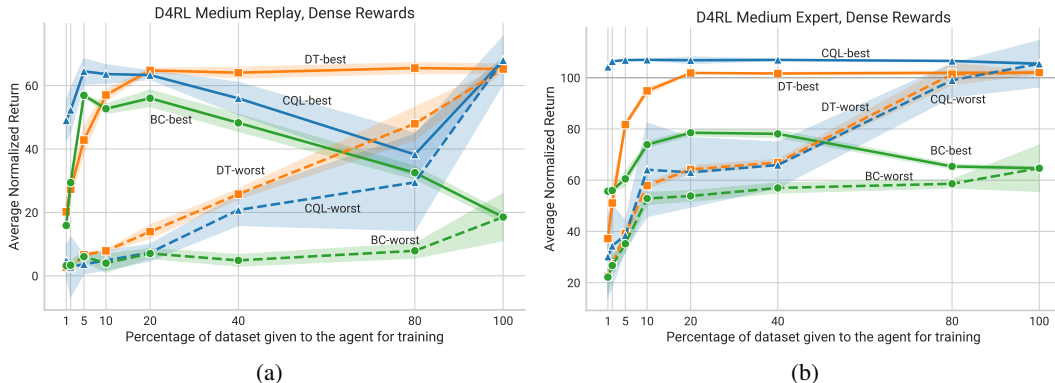 D4RL Medium Replay, Dense Rewards
Average Normalized Return
60
40
20
0
DT-best
CQL-best
BC-best
DT-worst
CQL-worst
BC-worst
1 5 10 20 40 80 100
Percentage of dataset given to the agent for training
(a)
D4RL Medium Expert, Dense Rewards
Average Normalized Return
100
80
60
40
20
CQL-best
DT-best
DT-worst
CQL-worst
BC-best
BC-worst
1 5 10 20 40 80 100
Percentage of dataset given to the agent for training
(b)